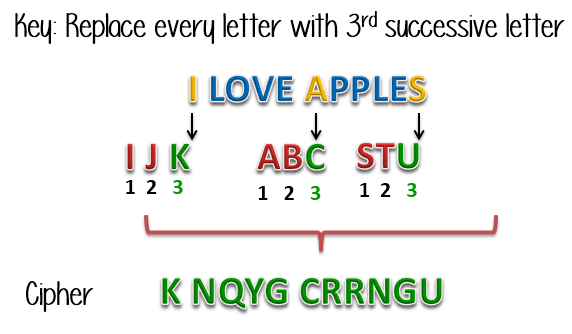 Key: Replace every letter with 3rd successive letter
I LOVE APPLES
I J K ABC STU
1 2 3 1 2 3 1 2 3
Cipher K NQYG CRRNGU